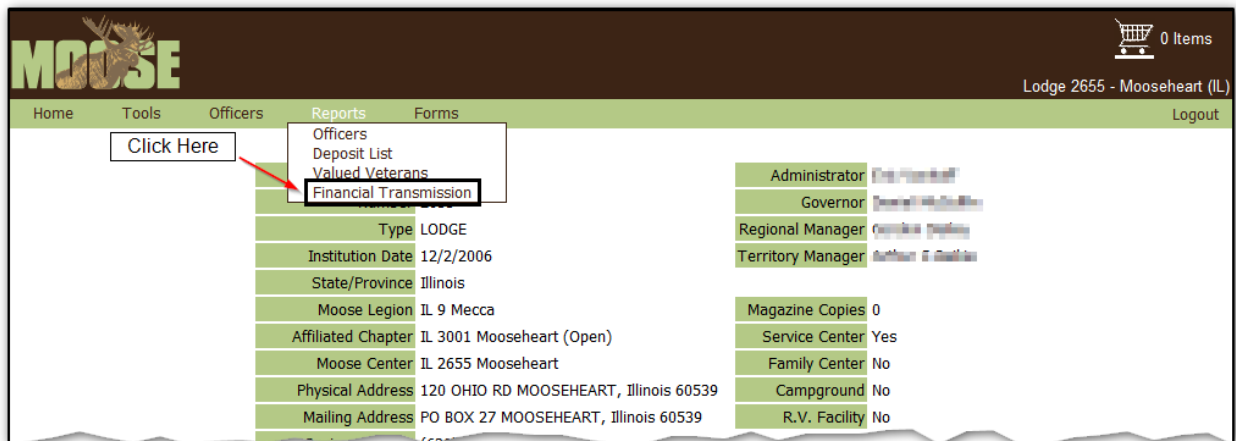 MOOSE
0 Items
Lodge 2655 - Mooseheart (IL)
Home Tools Officers Reports Forms Logout
Click Here
Officers
Deposit List
Valued Veterans
Financial Transmission
Administrator
Number
Governor
Type LODGE
Regional Manager
Institution Date 12/2/2006
Territory Manager
State/Province Illinois
Moose Legion IL 9 Mecca
Magazine Copies 0
Affiliated Chapter IL 3001 Mooseheart (Open)
Service Center Yes
Moose Center IL 2655 Mooseheart
Family Center No
Physical Address 120 OHIO RD MOOSEHEART, Illinois 60539
Campground No
Mailing Address PO BOX 27 MOOSEHEART, Illinois 60539
R.V. Facility No